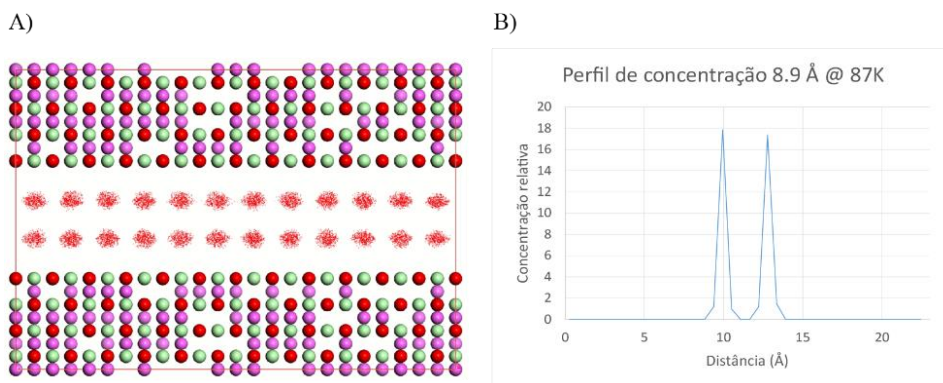 A)
B)
Perfil de concentração 8.9 Å @ 87K
20
18
16
14
12
10
8
6
4
2
0
Concentração relativa
0 5 10 15 20
Distância (Å)